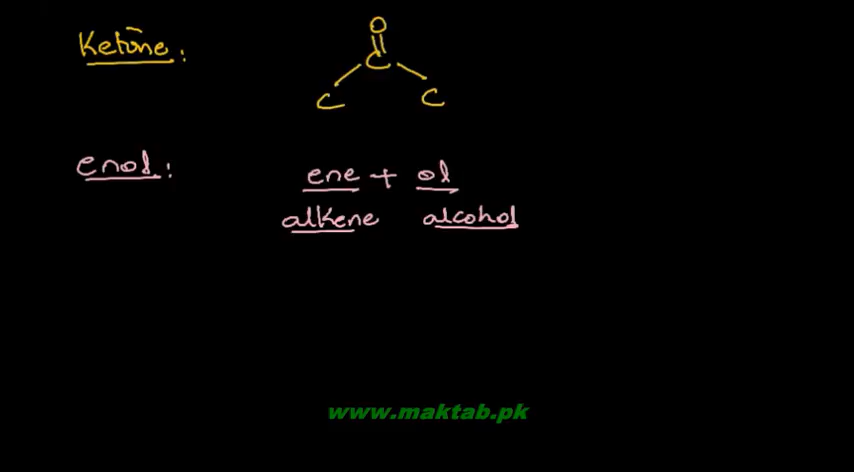 Ketone:
O
C
C C
enol:
ene + ol
alkene alcohol
www.maktab.pk